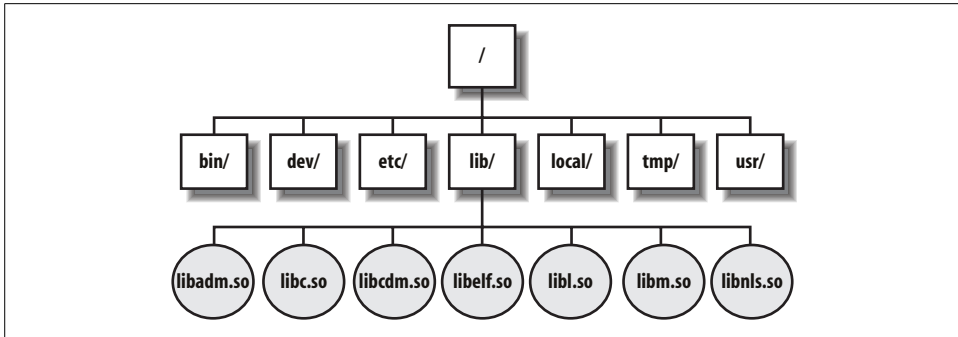 /
bin/ dev/ etc/ lib/ local/ tmp/ usr/
libadm.so libc.so libcdm.so libelf.so libl.so libm.so libnls.so